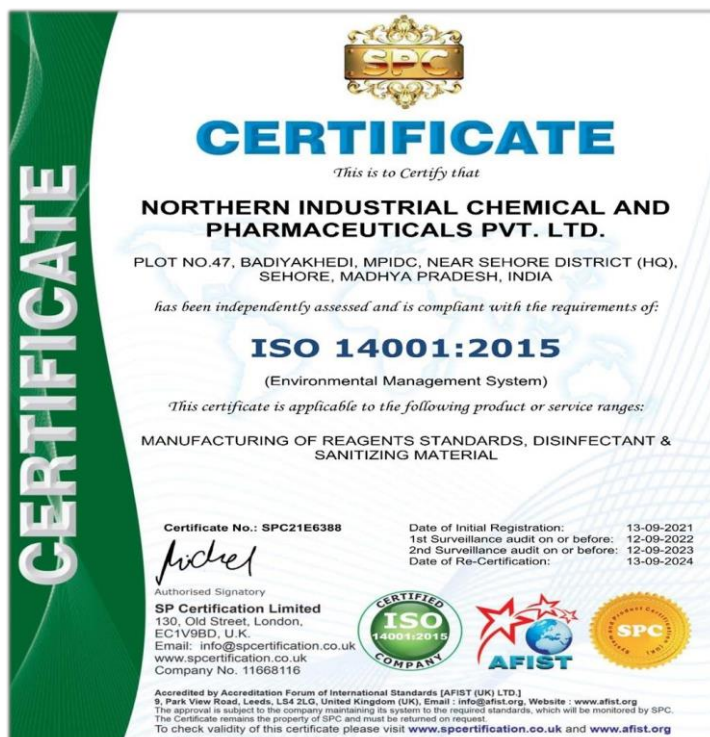 CERTIFICATE
SPC
CERTIFICATE
This is to Certify that
NORTHERN INDUSTRIAL CHEMICAL AND
PHARMACEUTICALS PVT. LTD.
PLOT NO.47, BADIYAKHEDI, MPIDC, NEAR SEHORE DISTRICT (HQ),
SEHORE, MADHYA PRADESH, INDIA
has been independently assessed and is compliant with the requirements of:
ISO 14001:2015
(Environmental Management System)
This certificate is applicable to the following product or service ranges:
MANUFACTURING OF REAGENTS STANDARDS, DISINFECTANT &
SANITIZING MATERIAL
Certificate No.: SPC21E6388
Date of Initial Registration: 13-09-2021
1st Surveillance audit on or before: 12-09-2022
2nd Surveillance audit on or before: 12-09-2023
Date of Re-Certification: 13-09-2024
Michel
Authorised Signatory
SP Certification Limited
130, Old Street, London,
EC1V9BD, U.K.
Email: info@spcertification.co.uk
www.spcertification.co.uk
Company No. 11668116
CERTIFIED
ISO
14001:2015
COMPANY
AFIST
System and Product Certification
SPC
Accredited by Accreditation Forum of International Standards [AFIST (UK) LTD.]
9, Park View Road, Leeds, LS4 2LG, United Kingdom (UK), Email : info@afist.org, Website : www.afist.org
The approval is subject to the company maintaining its system to the required standards, which will be monitored by SPC.
The Certificate remains the property of SPC and must be returned on request.
To check validity of this certificate please visit www.spcertification.co.uk and www.afist.org